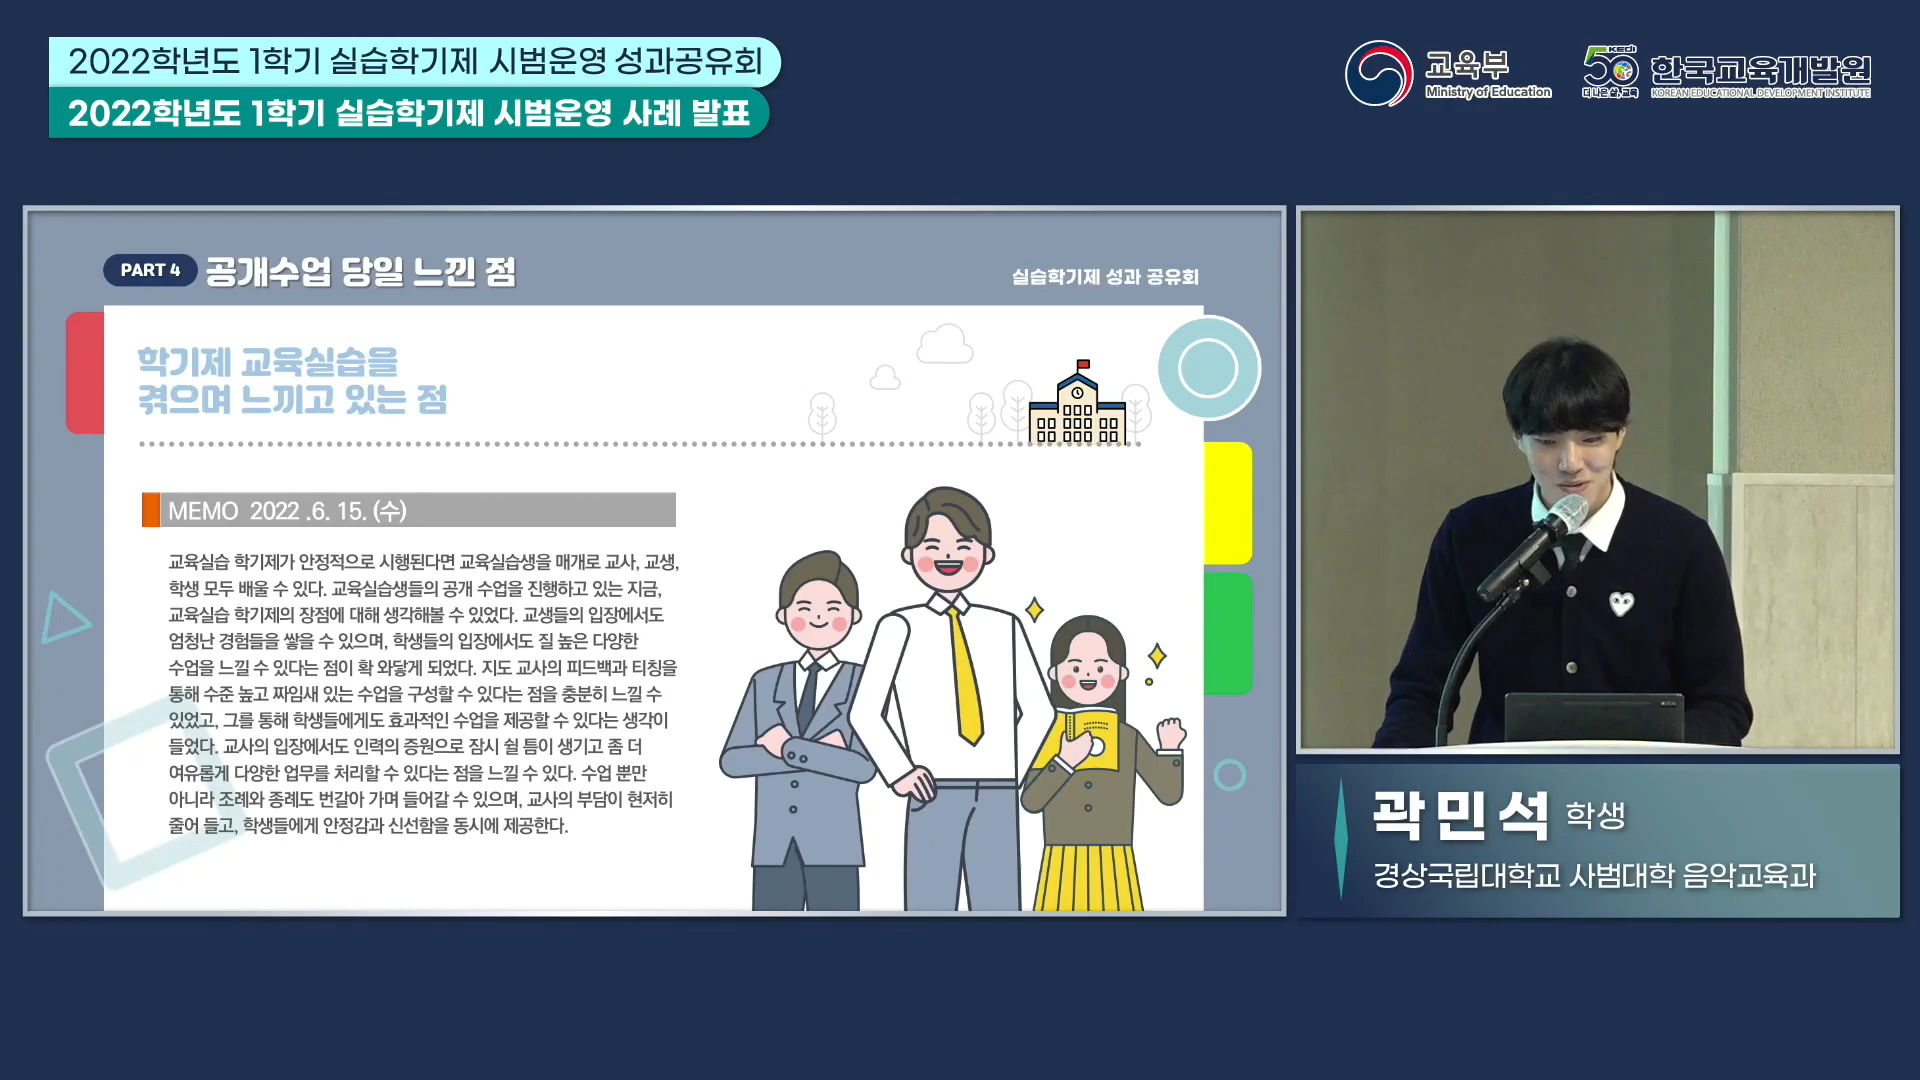 2022학년도 1학기 실습학기제 시범운영 성과공유회
2022학년도 1학기 실습학기제 시범운영 사례 발표
교육부
Ministry of Education
50
KEDI
더 나은 삶, 교육
한국교육개발원
KOREAN EDUCATIONAL DEVELOPMENT INSTITUTE
PART 4 공개수업 당일 느낀 점
실습학기제 성과 공유회
학기제 교육실습을
겪으며 느끼고 있는 점
MEMO 2022 .6. 15. (수)
교육실습 학기제가 안정적으로 시행된다면 교육실습생을 매개로 교사, 교생,
학생 모두 배울 수 있다. 교육실습생들의 공개 수업을 진행하고 있는 지금,
교육실습 학기제의 장점에 대해 생각해볼 수 있었다. 교생들의 입장에서도
엄청난 경험들을 쌓을 수 있으며, 학생들의 입장에서도 질 높은 다양한
수업을 느낄 수 있다는 점이 확 와닿게 되었다. 지도 교사의 피드백과 티칭을
통해 수준 높고 짜임새 있는 수업을 구성할 수 있다는 점을 충분히 느낄 수
있었고, 그를 통해 학생들에게도 효과적인 수업을 제공할 수 있다는 생각이
들었다. 교사의 입장에서도 인력의 증원으로 잠시 쉴 틈이 생기고 좀 더
여유롭게 다양한 업무를 처리할 수 있다는 점을 느낄 수 있다. 수업 뿐만
아니라 조례와 종례도 번갈아 가며 들어갈 수 있으며, 교사의 부담이 현저히
줄어 들고, 학생들에게 안정감과 신선함을 동시에 제공한다.
곽민석 학생
경상국립대학교 사범대학 음악교육과